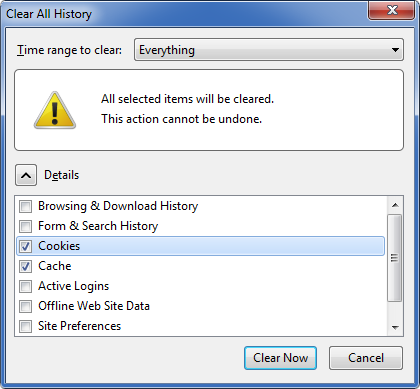 Clear All History
Time range to clear: Everything
All selected items will be cleared.
This action cannot be undone.
Details
Browsing & Download History
Form & Search History
Cookies
Cache
Active Logins
Offline Web Site Data
Site Preferences
Clear Now Cancel